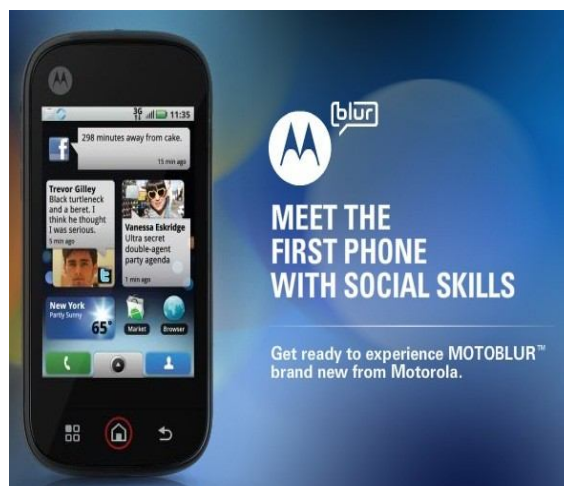 3G 11:35
298 minutes away from cake.
15 min ago
Trevor Gilley
Black turtleneck
and a beret. I
think he thought
I was serious.
5 min ago
Vanessa Eskridge
Ultra secret
double-agent
party agenda
1 min ago
New York
Partly Sunny
65°
Market
Browser
blur
MEET THE
FIRST PHONE
WITH SOCIAL SKILLS
Get ready to experience MOTOBLUR™
brand new from Motorola.